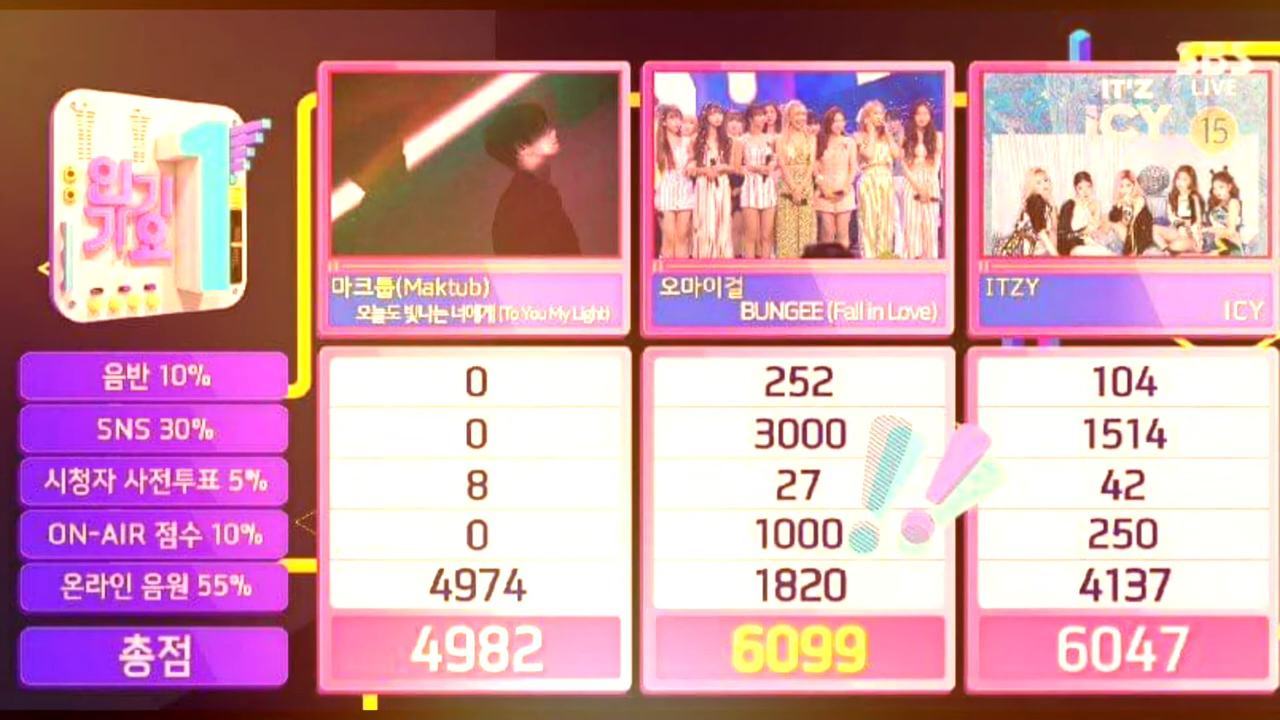 SBS
LIVE
15
인기가요
1
IT'Z
ICY
마크툽(Maktub)
오늘도 빛나는 너에게 (To You My Light)
오마이걸
BUNGEE (Fall in Love)
ITZY
ICY
음반 10% 0 252 104
SNS 30% 0 3000 1514
시청자 사전투표 5% 8 27 42
ON-AIR 점수 10% 0 1000 250
온라인 음원 55% 4974 1820 4137
총점 4982 6099 6047